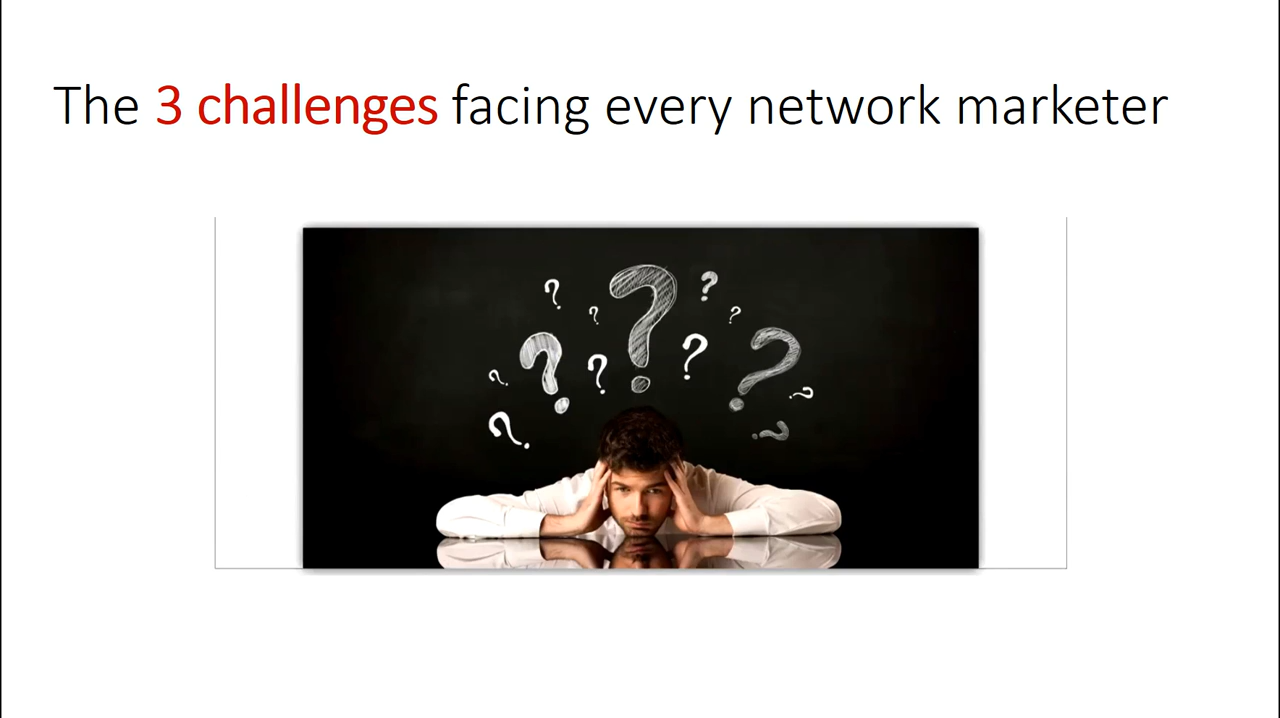 The 3 challenges facing every network marketer
? ? ? ? ? ? ? ? ? ? ? ?